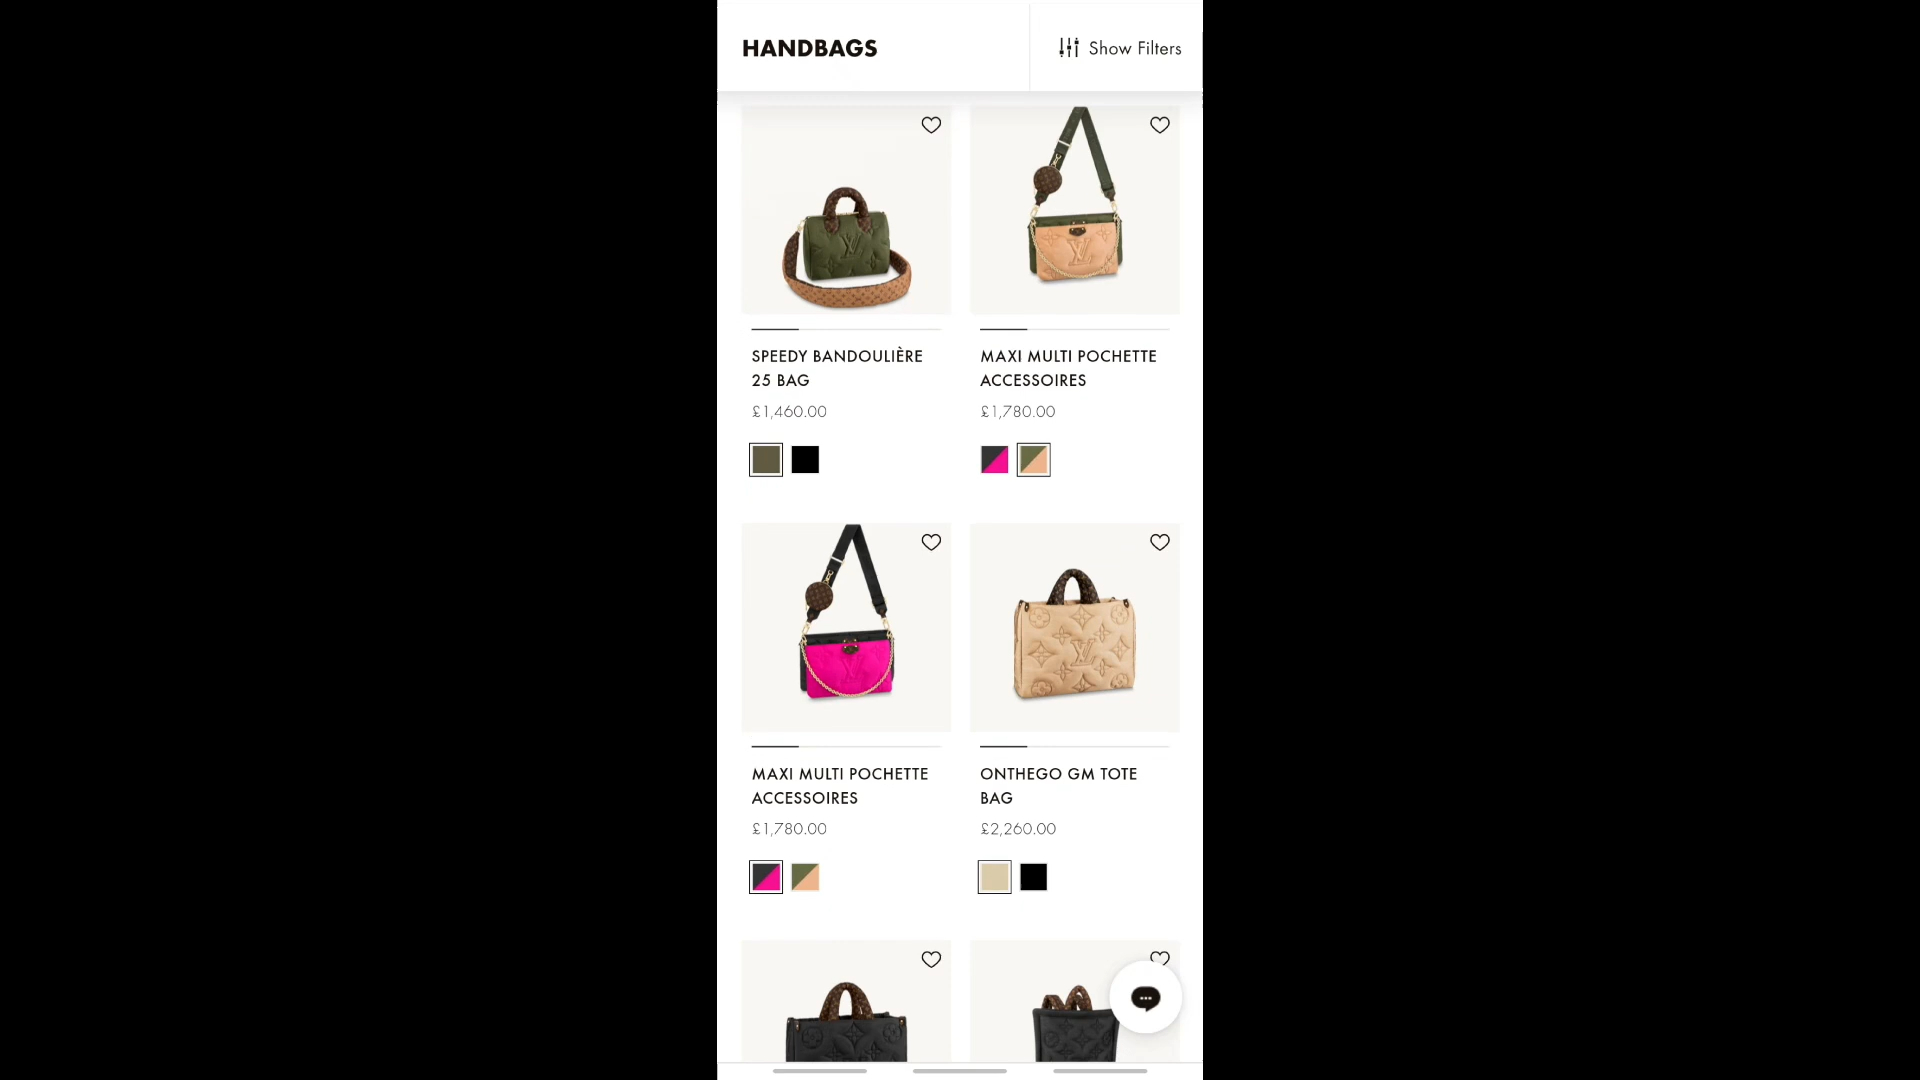 HANDBAGS
Show Filters
SPEEDY BANDOULIÈRE
25 BAG
£1,460.00
MAXI MULTI POCHETTE
ACCESSOIRES
£1,780.00
MAXI MULTI POCHETTE
ACCESSOIRES
£1,780.00
ONTHEGO GM TOTE
BAG
£2,260.00